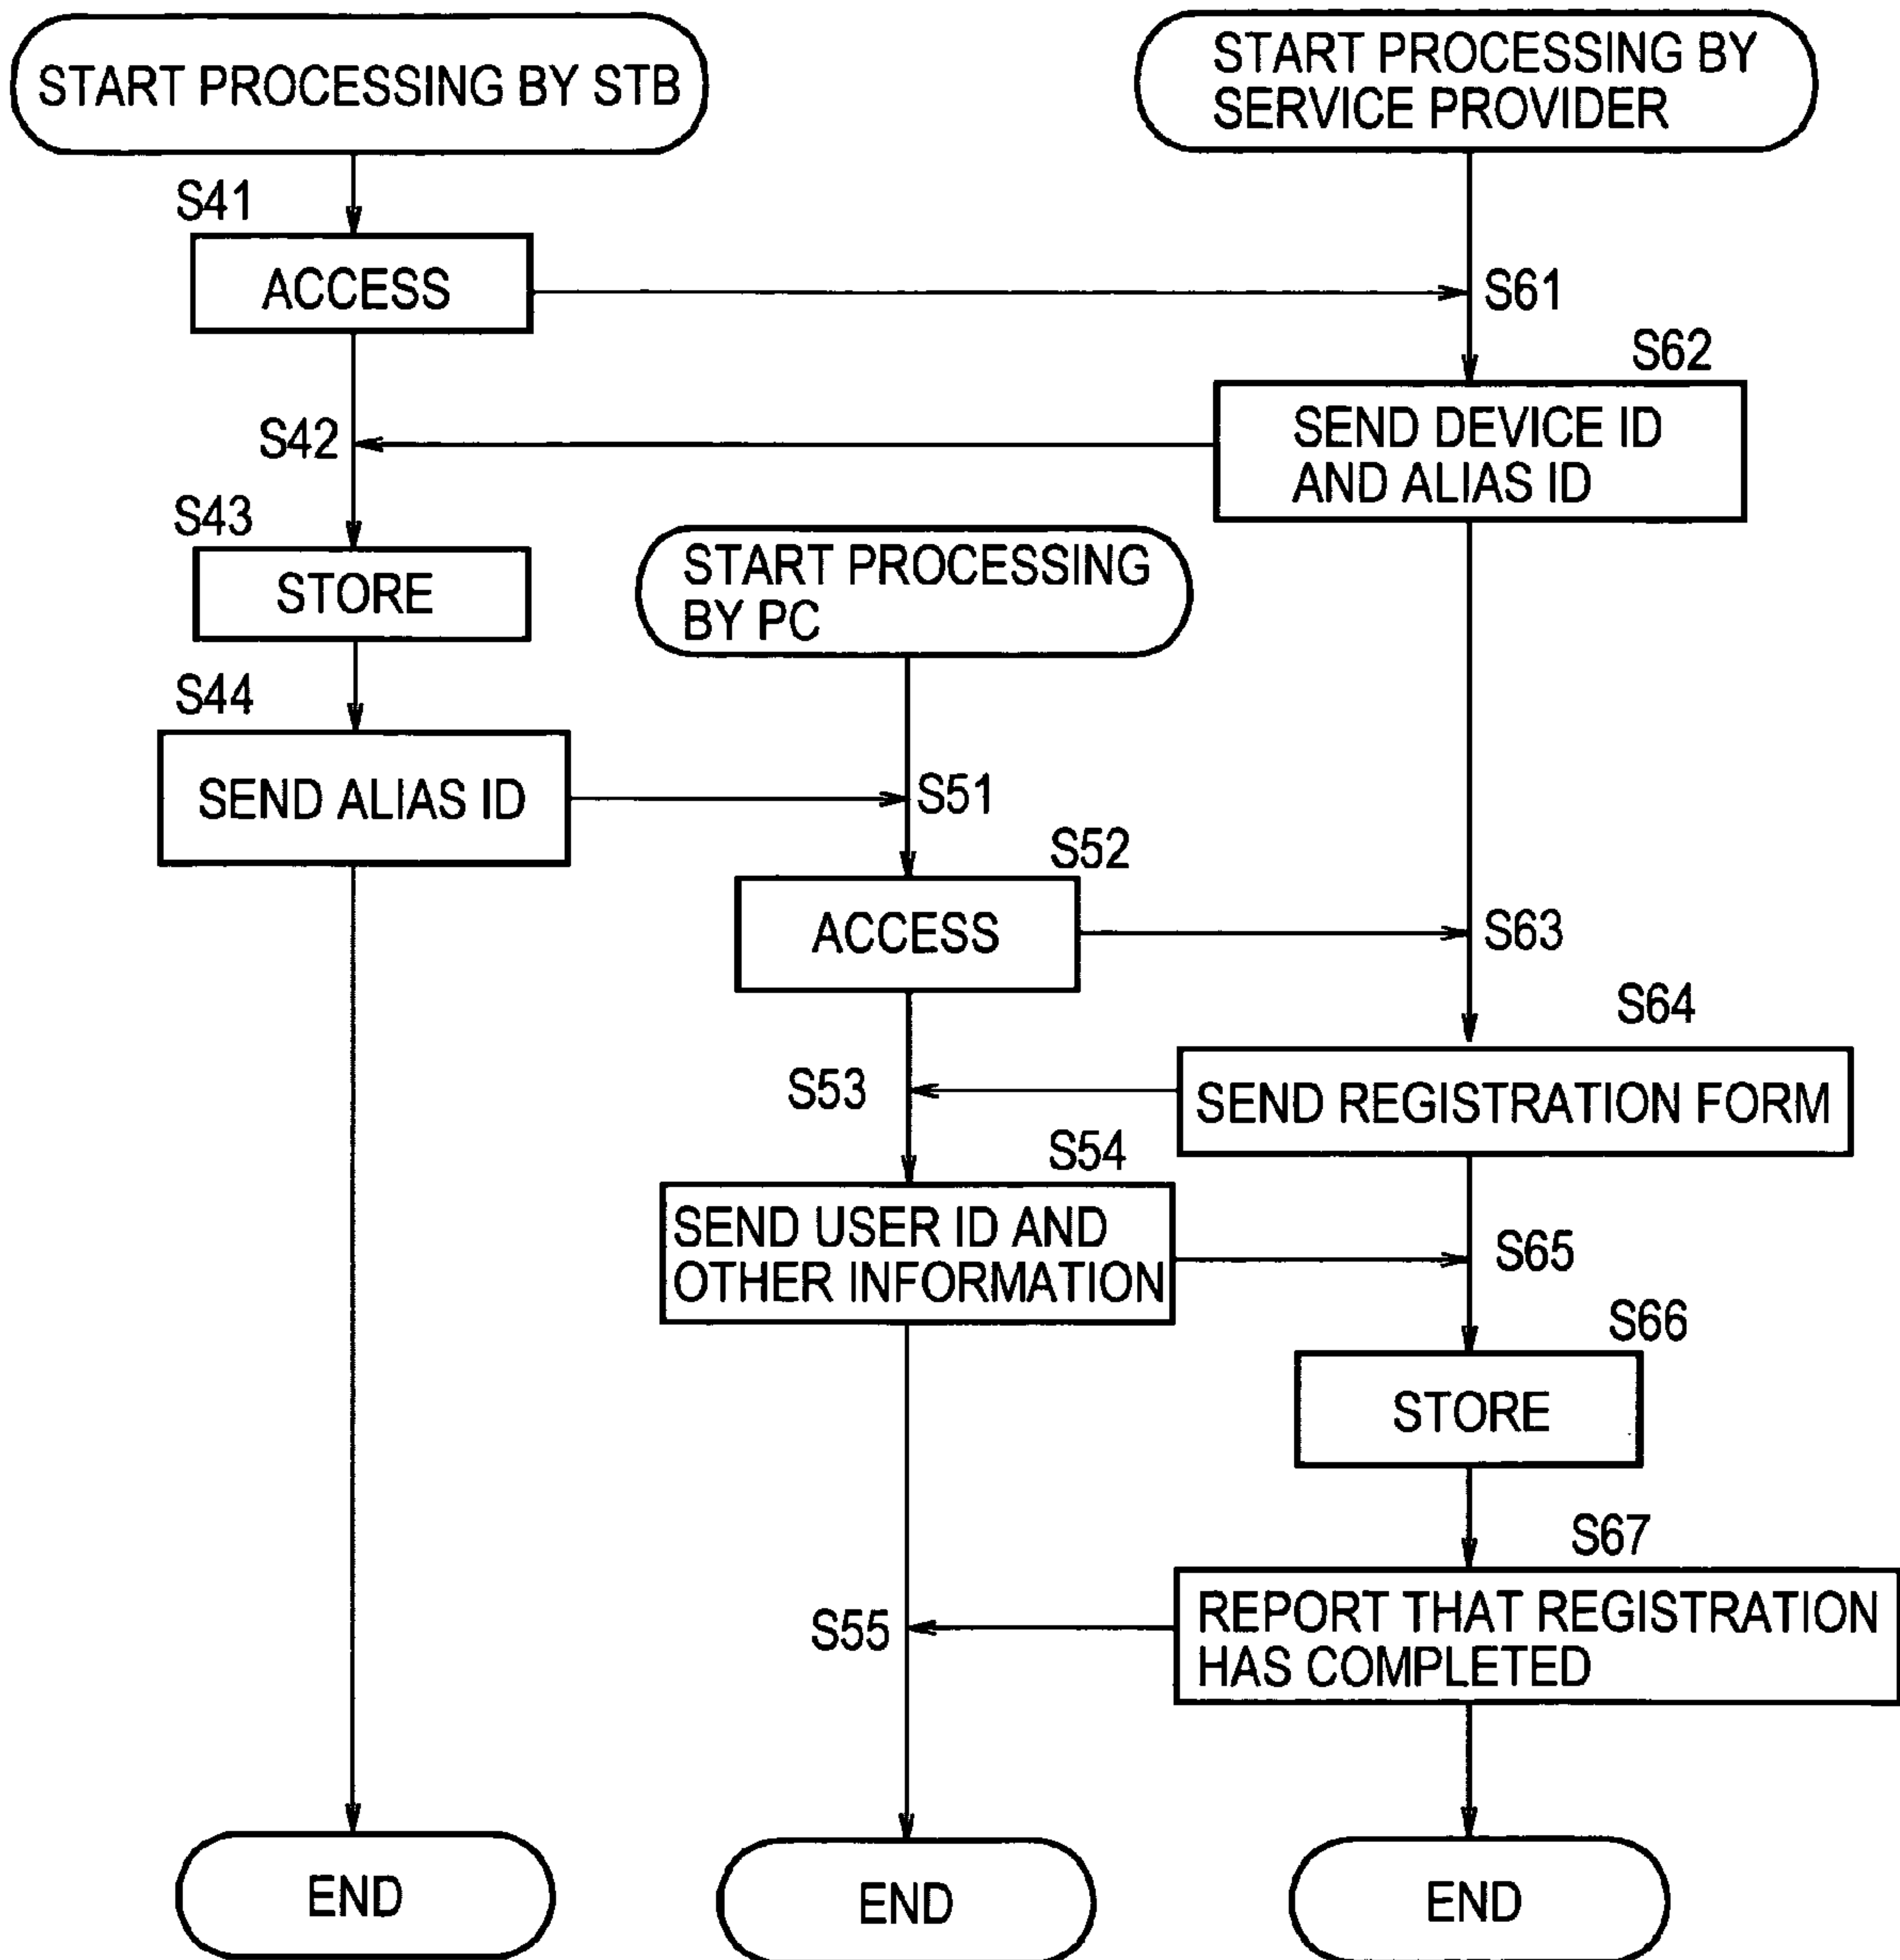 START PROCESSING BY STB
START PROCESSING BY
SERVICE PROVIDER
S41
ACCESS
S61
S62
SEND DEVICE ID
AND ALIAS ID
S42
S43
STORE
START PROCESSING
BY PC
S44
SEND ALIAS ID
S51
S52
ACCESS
S63
S64
SEND REGISTRATION FORM
S53
S54
SEND USER ID AND
OTHER INFORMATION
S65
S66
STORE
S67
REPORT THAT REGISTRATION
HAS COMPLETED
S55
END
END
END